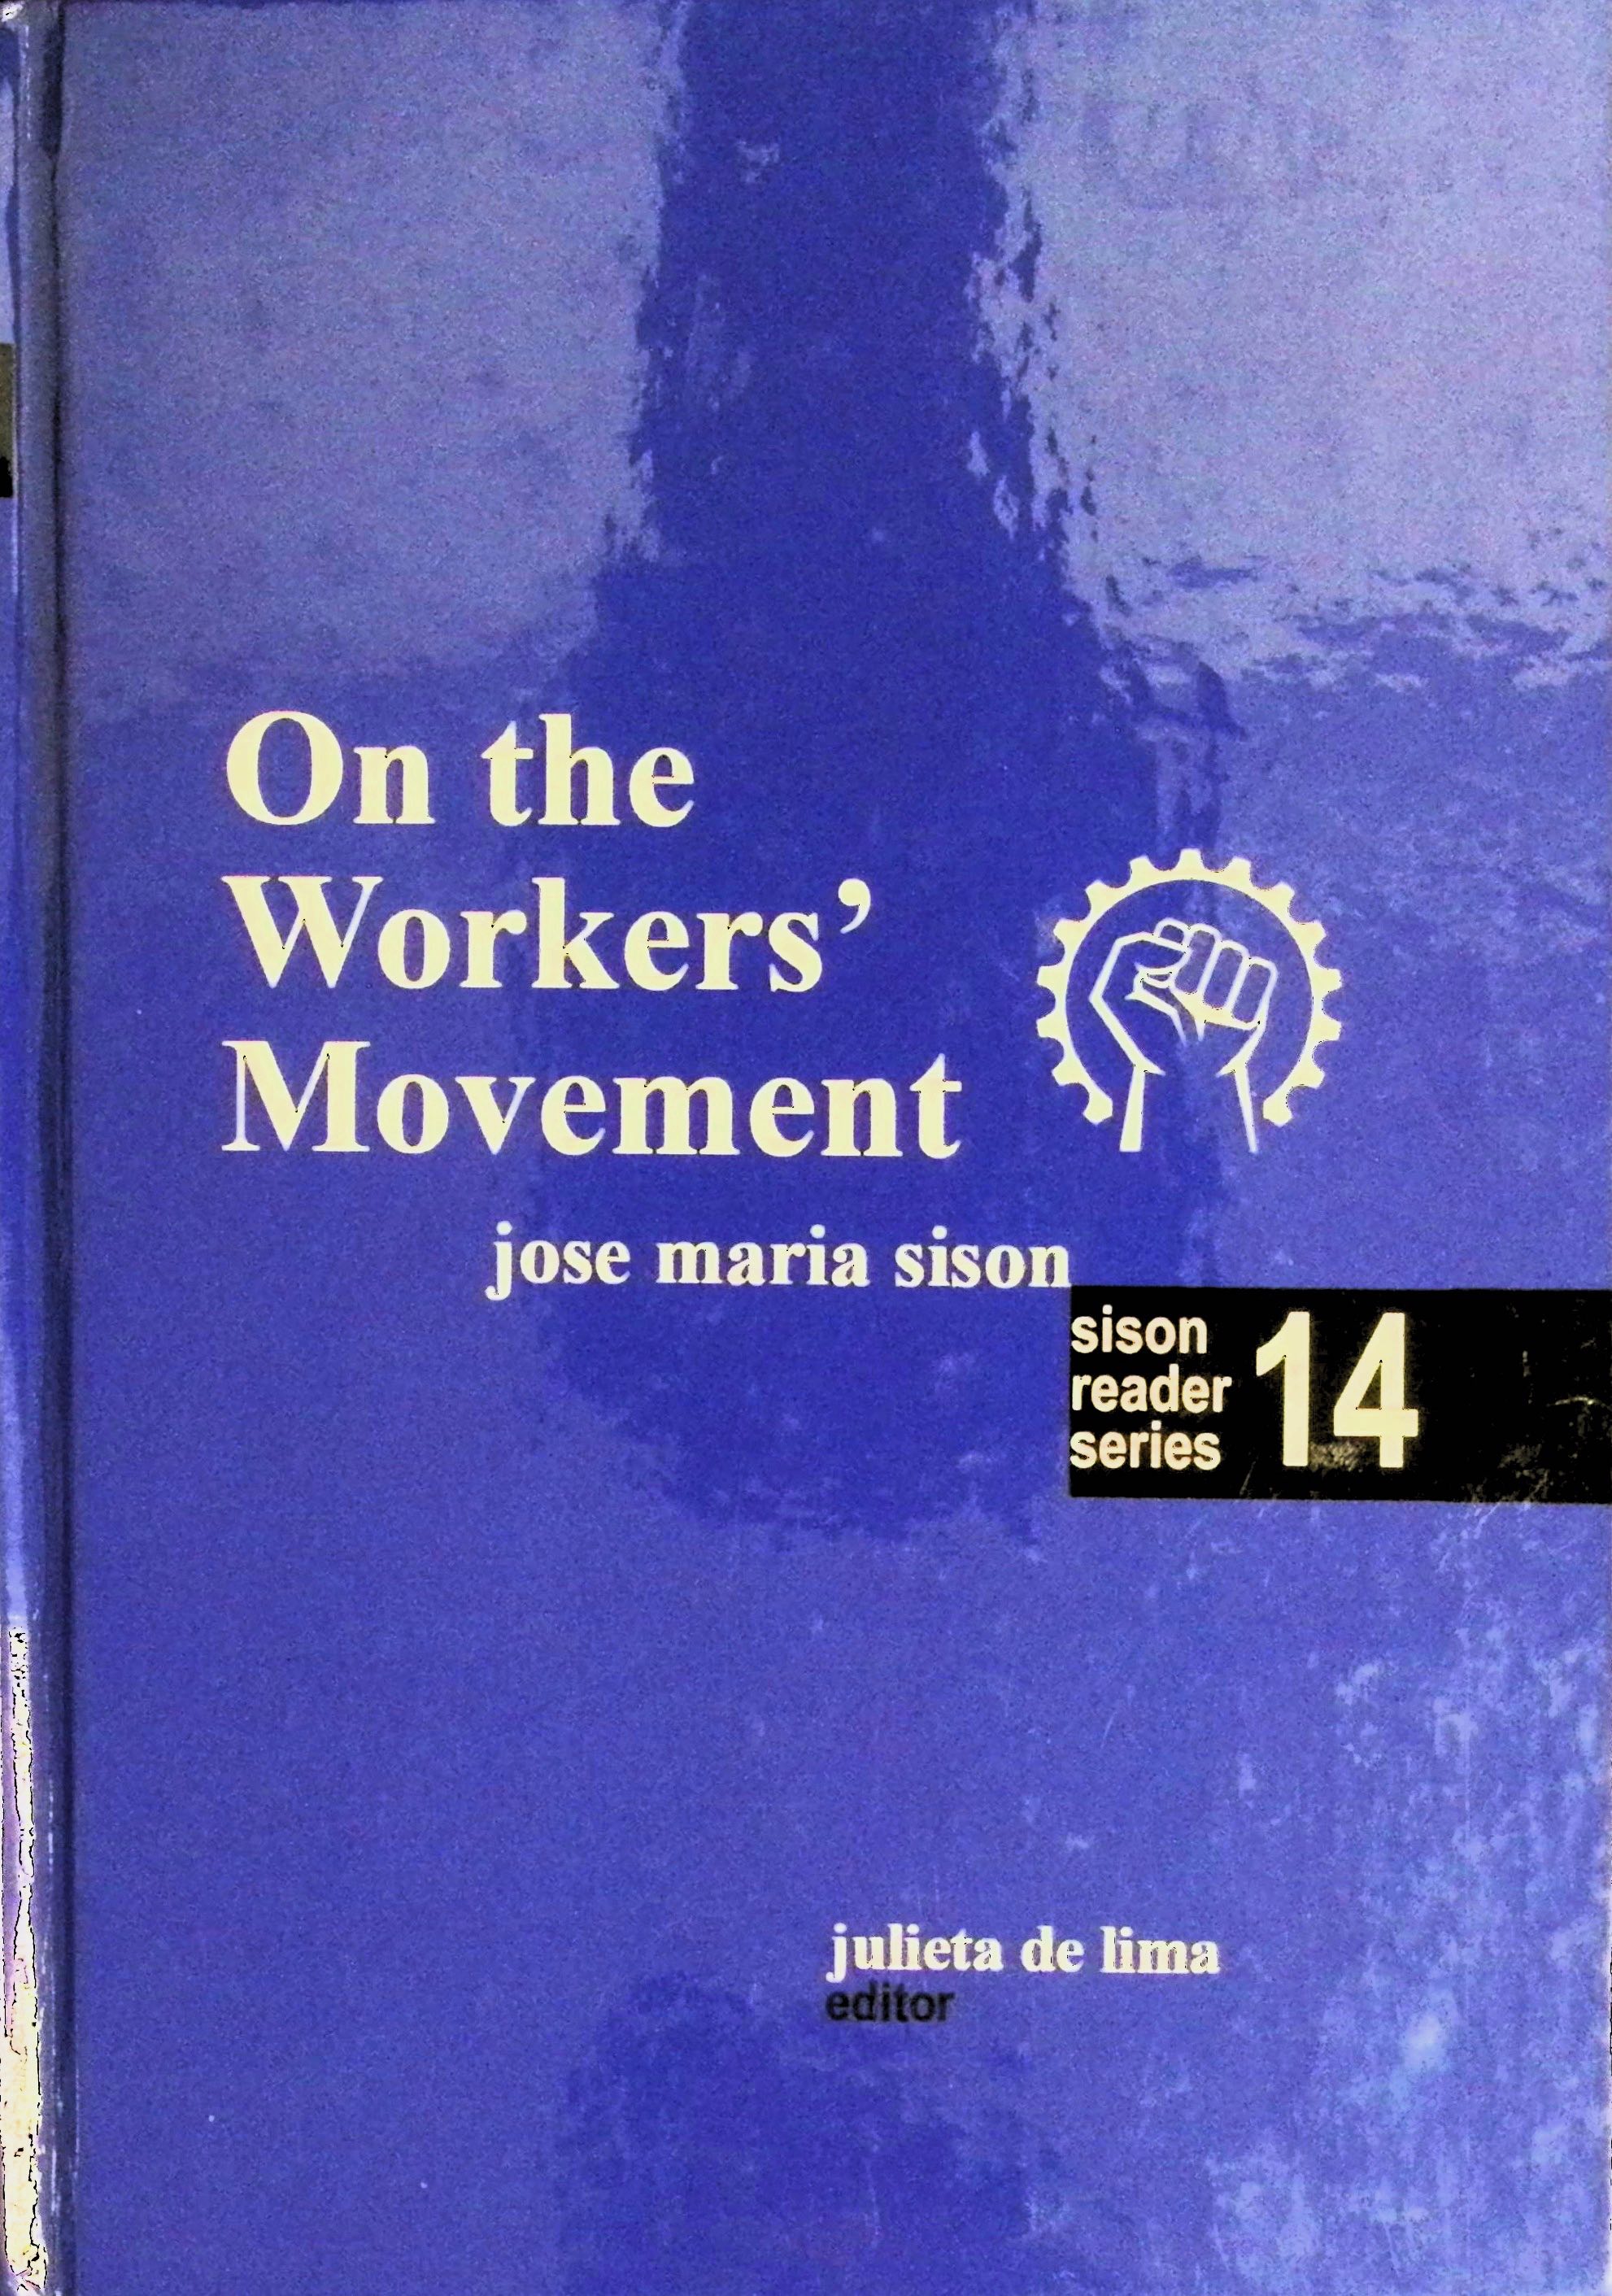 On the
Workers’
Movement
jose maria sison
sison
reader
series
14
julieta de lima
editor